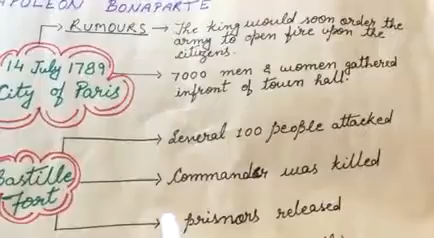 APOLEON BONAPARTE
RUMOURS → The king would soon order the
army to open fire upon the
citizens.
14 July 1789
City of Paris
→ 7000 men & women gathered
infront of town hall.
→ Several 100 people attacked
Bastille
Fort
→ Commander was killed
→ prisnors released